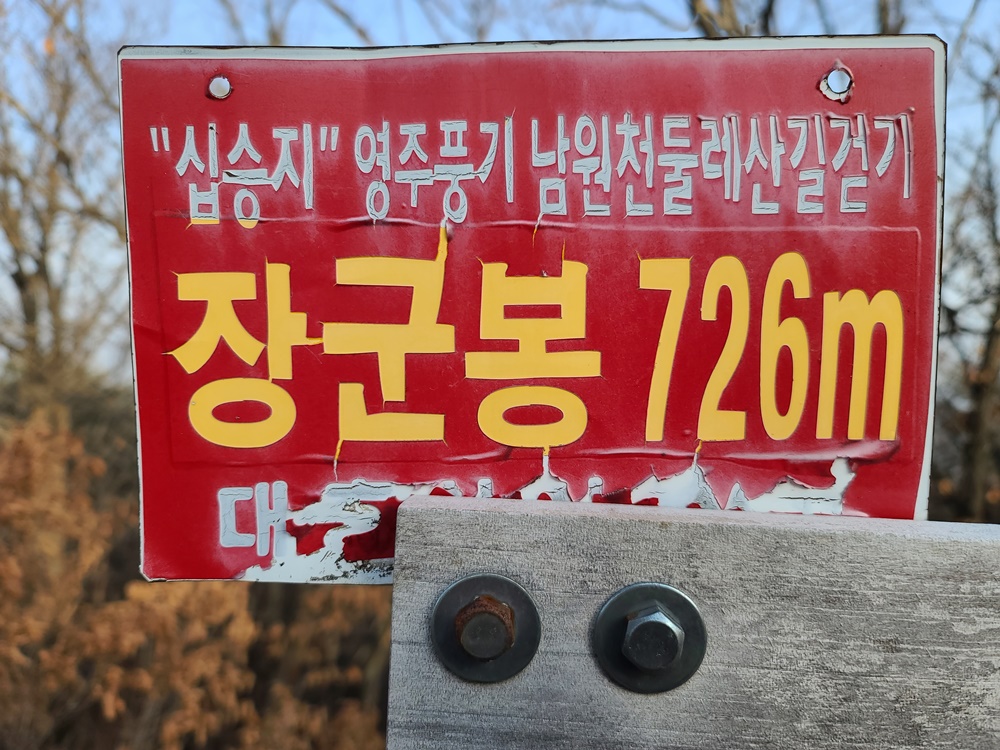 "십승지" 영주풍기 남원천둘레산길걷기
장군봉 726m
대